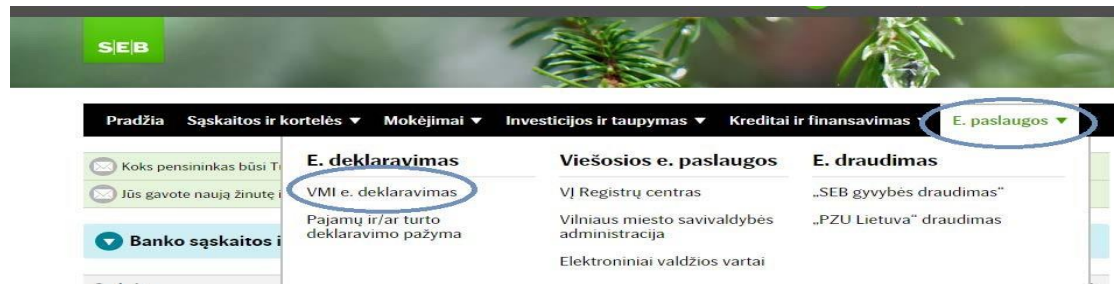 S|E|B
Pradžia Sąskaitos ir kortelės ▼ Mokėjimai ▼ Investicijos ir taupymas ▼ Kreditai ir finansavimas E. paslaugos ▼
Koks pensininkas būsi
Jūs gavote naują žinutę
Banko sąskaitos
E. deklaravimas
VMI e. deklaravimas
Pajamų ir/ar turto
deklaravimo pažyma
Viešosios e. paslaugos
VĮ Registrų centras
Vilniaus miesto savivaldybės
administracija
Elektroniniai valdžios vartai
E. draudimas
„SEB gyvybės draudimas“
„PZU Lietuva“ draudimas